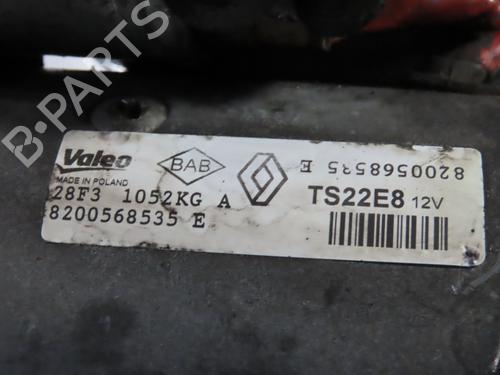 B-PARTS
Valeo
MADE IN POLAND
BAB
8200568535 E
28F3 1052KG A
TS22E8 12V
8200568535 E